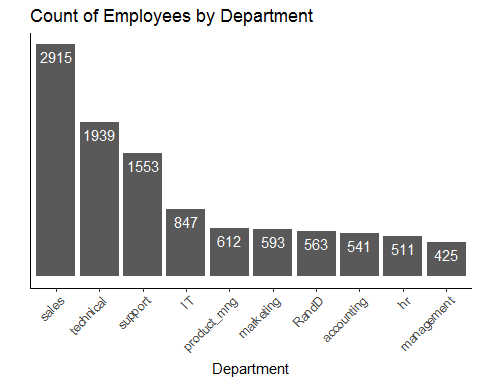 Count of Employees by Department
2915
1939
1553
847
612
593
563
541
511
425
sales
technical
support
IT
product_mng
marketing
RandD
accounting
hr
management
Department